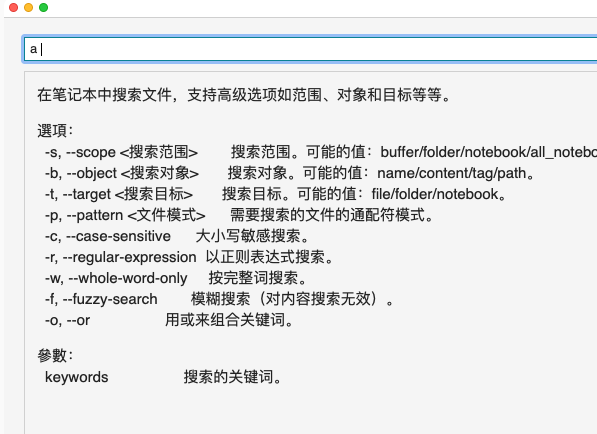 a
在笔记本中搜索文件，支持高级选项如范围、对象和目标等等。
選項：
-s, --scope <搜索范围> 搜索范围。可能的值：buffer/folder/notebook/all_notebo
-b, --object <搜索对象> 搜索对象。可能的值：name/content/tag/path。
-t, --target <搜索目标> 搜索目标。可能的值：file/folder/notebook。
-p, --pattern <文件模式> 需要搜索的文件的通配符模式。
-c, --case-sensitive 大小写敏感搜索。
-r, --regular-expression 以正则表达式搜索。
-w, --whole-word-only 按完整词搜索。
-f, --fuzzy-search 模糊搜索（对内容搜索无效）。
-o, --or 用或来组合关键词。
參數：
keywords 搜索的关键词。